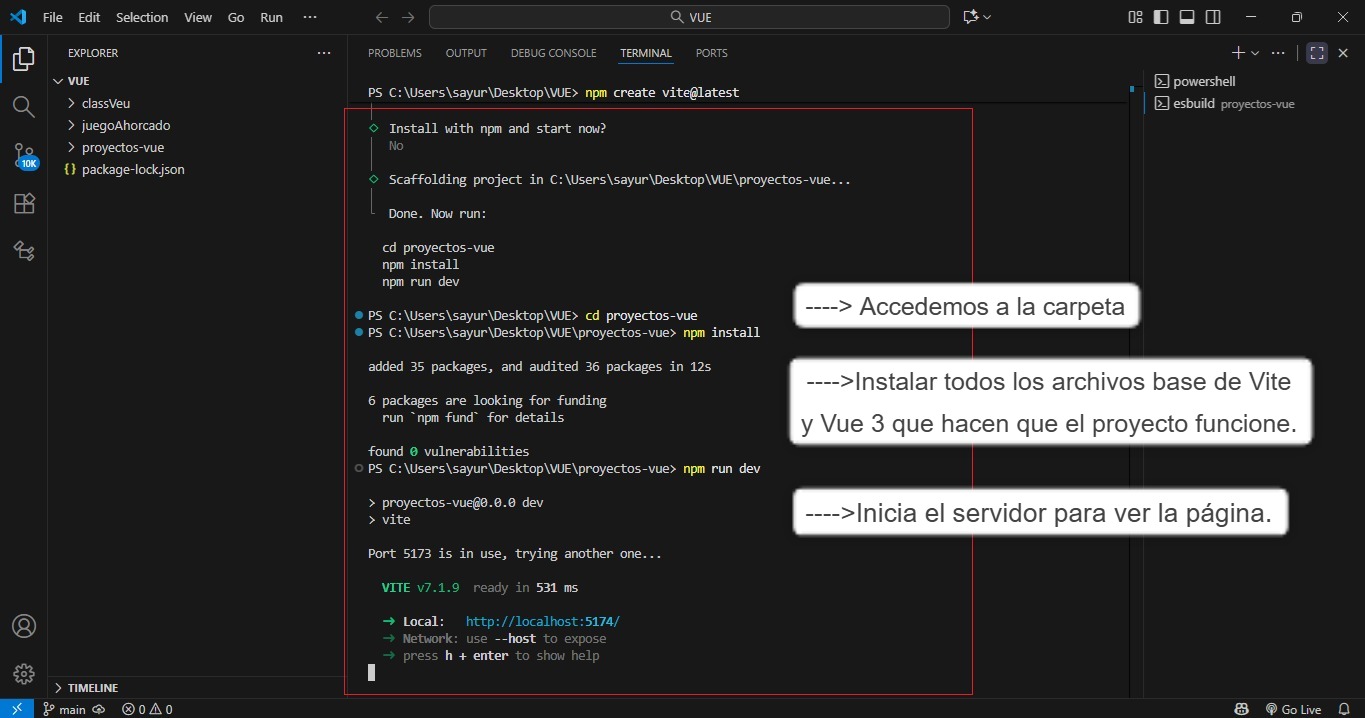 File Edit Selection View Go Run ··· VUE
EXPLORER ···
VUE
classVeu
juegoAhorcado
proyectos-vue
{} package-lock.json
10K
TIMELINE
PROBLEMS OUTPUT DEBUG CONSOLE TERMINAL PORTS
PS C:\Users\sayur\Desktop\VUE> npm create vite@latest
Install with npm and start now?
No
Scaffolding project in C:\Users\sayur\Desktop\VUE\proyectos-vue...
Done. Now run:
cd proyectos-vue
npm install
npm run dev
PS C:\Users\sayur\Desktop\VUE> cd proyectos-vue
PS C:\Users\sayur\Desktop\VUE\proyectos-vue> npm install
added 35 packages, and audited 36 packages in 12s
6 packages are looking for funding
run `npm fund` for details
found 0 vulnerabilities
PS C:\Users\sayur\Desktop\VUE\proyectos-vue> npm run dev
> proyectos-vue@0.0.0 dev
> vite
Port 5173 is in use, trying another one...
VITE v7.1.9 ready in 531 ms
➜ Local: http://localhost:5174/
➜ Network: use --host to expose
➜ press h + enter to show help
----> Accedemos a la carpeta
---->Instalar todos los archivos base de Vite
y Vue 3 que hacen que el proyecto funcione.
---->Inicia el servidor para ver la página.
powershell
esbuild proyectos-vue
main 0 0 Go Live